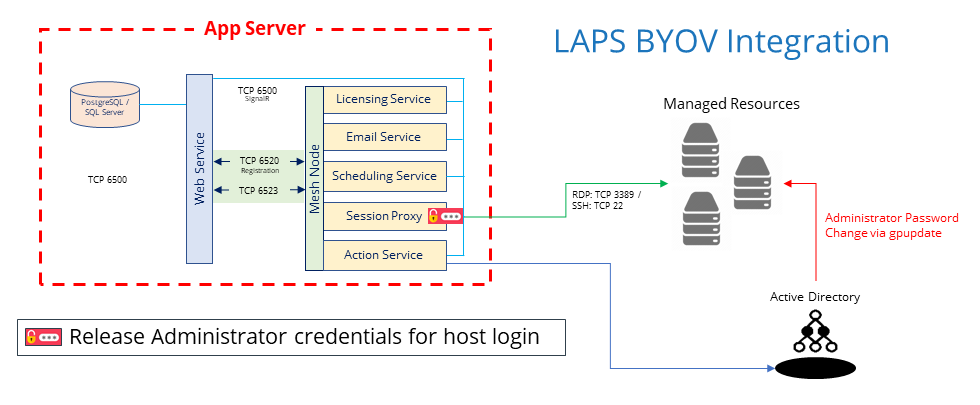 App Server
LAPS BYOV Integration
PostgreSQL /
SQL Server
TCP 6500
Web Service
TCP 6500
SignalR
TCP 6520
Registration
TCP 6523
Mesh Node
Licensing Service
Email Service
Scheduling Service
Session Proxy
Action Service
Managed Resources
RDP: TCP 3389 /
SSH: TCP 22
Administrator Password
Change via gpupdate
Active Directory
Release Administrator credentials for host login